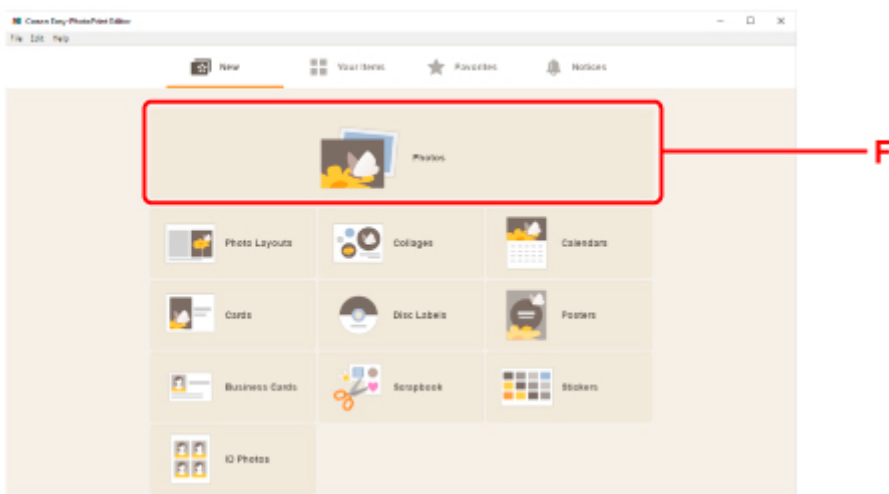 Canon Easy-PhotoPrint Editor
File Edit Help
New Your Items Favorites Notices
Photos
F
Photo Layouts Collages Calendars
Cards Disc Labels Posters
Business Cards Scrapbook Stickers
ID Photos